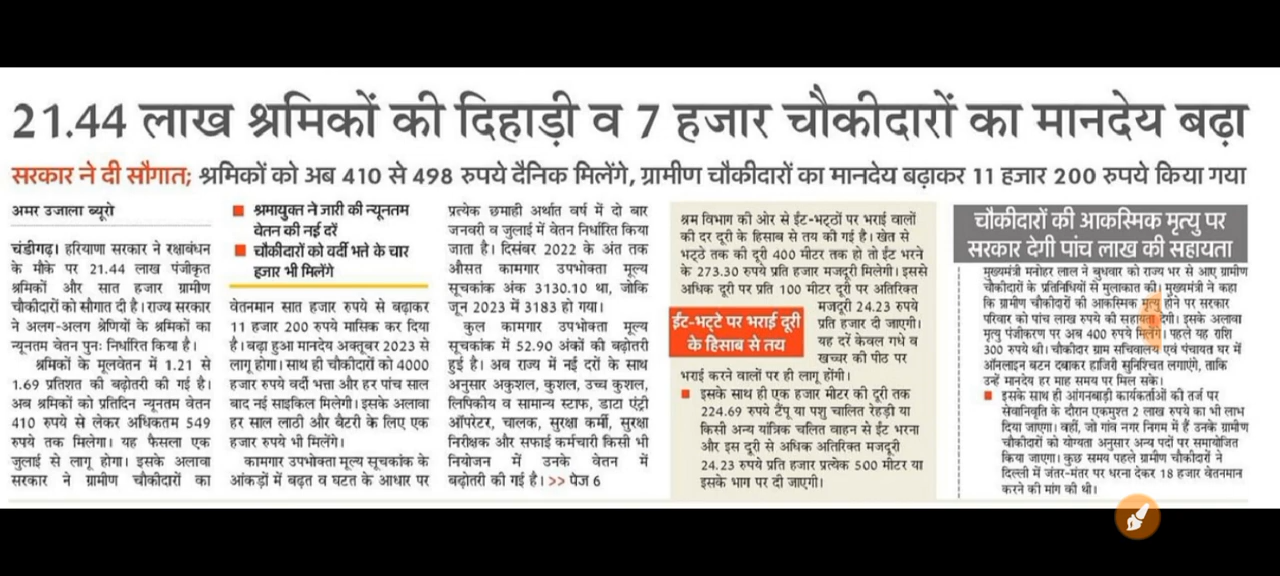 21.44 लाख श्रमिकों की दिहाड़ी व 7 हजार चौकीदारों का मानदेय बढ़ा
सरकार ने दी सौगात; श्रमिकों को अब 410 से 498 रुपये दैनिक मिलेंगे, ग्रामीण चौकीदारों का मानदेय बढ़ाकर 11 हजार 200 रुपये किया गया
अमर उजाला ब्यूरो
चंडीगढ़। हरियाणा सरकार ने रक्षाबंधन
के मौके पर 21.44 लाख पंजीकृत
श्रमिकों और सात हजार ग्रामीण
चौकीदारों को सौगात दी है। राज्य सरकार
ने अलग-अलग श्रेणियों के श्रमिकों का
न्यूनतम वेतन पुनः निर्धारित किया है।
श्रमिकों के मूलवेतन में 1.21 से
1.69 प्रतिशत की बढ़ोतरी की गई है।
अब श्रमिकों को प्रतिदिन न्यूनतम वेतन
410 रुपये से लेकर अधिकतम 549
रुपये तक मिलेगा। यह फैसला एक
जुलाई से लागू होगा। इसके अलावा
सरकार ने ग्रामीण चौकीदारों का
श्रमायुक्त ने जारी की न्यूनतम
वेतन की नई दरें
चौकीदारों को वर्दी भत्ते के चार
हजार भी मिलेंगे
वेतनमान सात हजार रुपये से बढ़ाकर
11 हजार 200 रुपये मासिक कर दिया
है। बढ़ा हुआ मानदेय अक्तूबर 2023 से
लागू होगा। साथ ही चौकीदारों को 4000
हजार रुपये वर्दी भत्ता और हर पांच साल
बाद नई साइकिल मिलेगी। इसके अलावा
हर साल लाठी और बैटरी के लिए एक
हजार रुपये भी मिलेंगे।
कामगार उपभोक्ता मूल्य सूचकांक के
आंकड़ों में बढ़त व घटत के आधार पर
प्रत्येक छमाही अर्थात वर्ष में दो बार
जनवरी व जुलाई में वेतन निर्धारित किया
जाता है। दिसंबर 2022 के अंत तक
औसत कामगार उपभोक्ता मूल्य
सूचकांक अंक 3130.10 था, जोकि
जून 2023 में 3183 हो गया।
कुल कामगार उपभोक्ता मूल्य
सूचकांक में 52.90 अंकों की बढ़ोतरी
हुई है। अब राज्य में नई दरों के साथ
अनुसार अकुशल, कुशल, उच्च कुशल,
लिपिकीय व सामान्य स्टाफ, डाटा एंट्री
ऑपरेटर, चालक, सुरक्षा कर्मी, सुरक्षा
निरीक्षक और सफाई कर्मचारी किसी भी
नियोजन में उनके वेतन में
बढ़ोतरी की गई है। >> पेज 6
श्रम विभाग की ओर से ईंट-भट्ठों पर भराई वालों
की दर दूरी के हिसाब से तय की गई है। खेत से
भट्ठे तक की दूरी 400 मीटर तक हो तो ईंट भरने
के 273.30 रुपये प्रति हजार मजदूरी मिलेगी। इससे
अधिक दूरी पर प्रति 100 मीटर दूरी पर अतिरिक्त
मजदूरी 24.23 रुपये
प्रति हजार दी जाएगी।
यह दरें केवल गधे व
खच्चर की पीठ पर
ईंट-भट्टे पर भराई दूरी
के हिसाब से तय
भराई करने वालों पर ही लागू होंगी।
इसके साथ ही एक हजार मीटर की दूरी तक
224.69 रुपये टैंपू या पशु चालित रेहड़ी या
किसी अन्य यांत्रिक चलित वाहन से ईंट भरना
और इस दूरी से अधिक अतिरिक्त मजदूरी
24.23 रुपये प्रति हजार प्रत्येक 500 मीटर या
इसके भाग पर दी जाएगी।
चौकीदारों की आकस्मिक मृत्यु पर
सरकार देगी पांच लाख की सहायता
मुख्यमंत्री मनोहर लाल ने बुधवार को राज्य भर से आए ग्रामीण
चौकीदारों के प्रतिनिधियों से मुलाकात की। मुख्यमंत्री ने कहा
कि ग्रामीण चौकीदारों की आकस्मिक मृत्यु होने पर सरकार
परिवार को पांच लाख रुपये की सहायता देगी। इसके अलावा
मृत्यु पंजीकरण पर अब 400 रुपये मिलेंगे। पहले यह राशि
300 रुपये थी। चौकीदार ग्राम सचिवालय एवं पंचायत घर में
ऑनलाइन बटन दबाकर हाजिरी सुनिश्चित लगाएंगे, ताकि
उन्हें मानदेय हर माह समय पर मिल सके।
इसके साथ ही आंगनबाड़ी कार्यकर्ताओं की तर्ज पर
सेवानिवृति के दौरान एकमुश्त 2 लाख रुपये का भी लाभ
दिया जाएगा। वहीं, जो गांव नगर निगम में हैं उनके ग्रामीण
चौकीदारों को योग्यता अनुसार अन्य पदों पर समायोजित
किया जाएगा। कुछ समय पहले ग्रामीण चौकीदारों ने
दिल्ली में जंतर-मंतर पर धरना देकर 18 हजार वेतनमान
करने की मांग की थी।